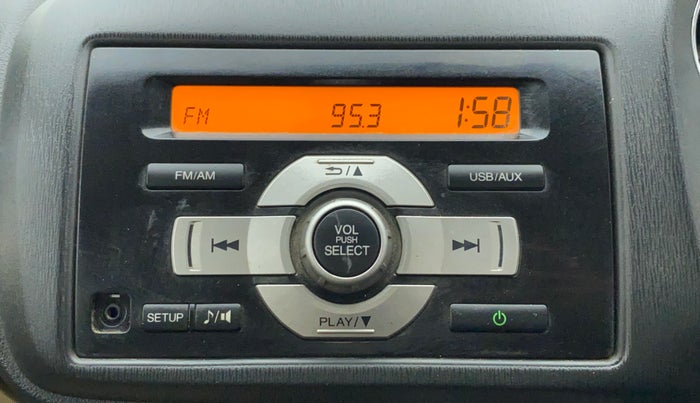 FM 95.3 1:58
FM/AM
/
USB/AUX
VOL
PUSH
SELECT
SETUP
/
PLAY/